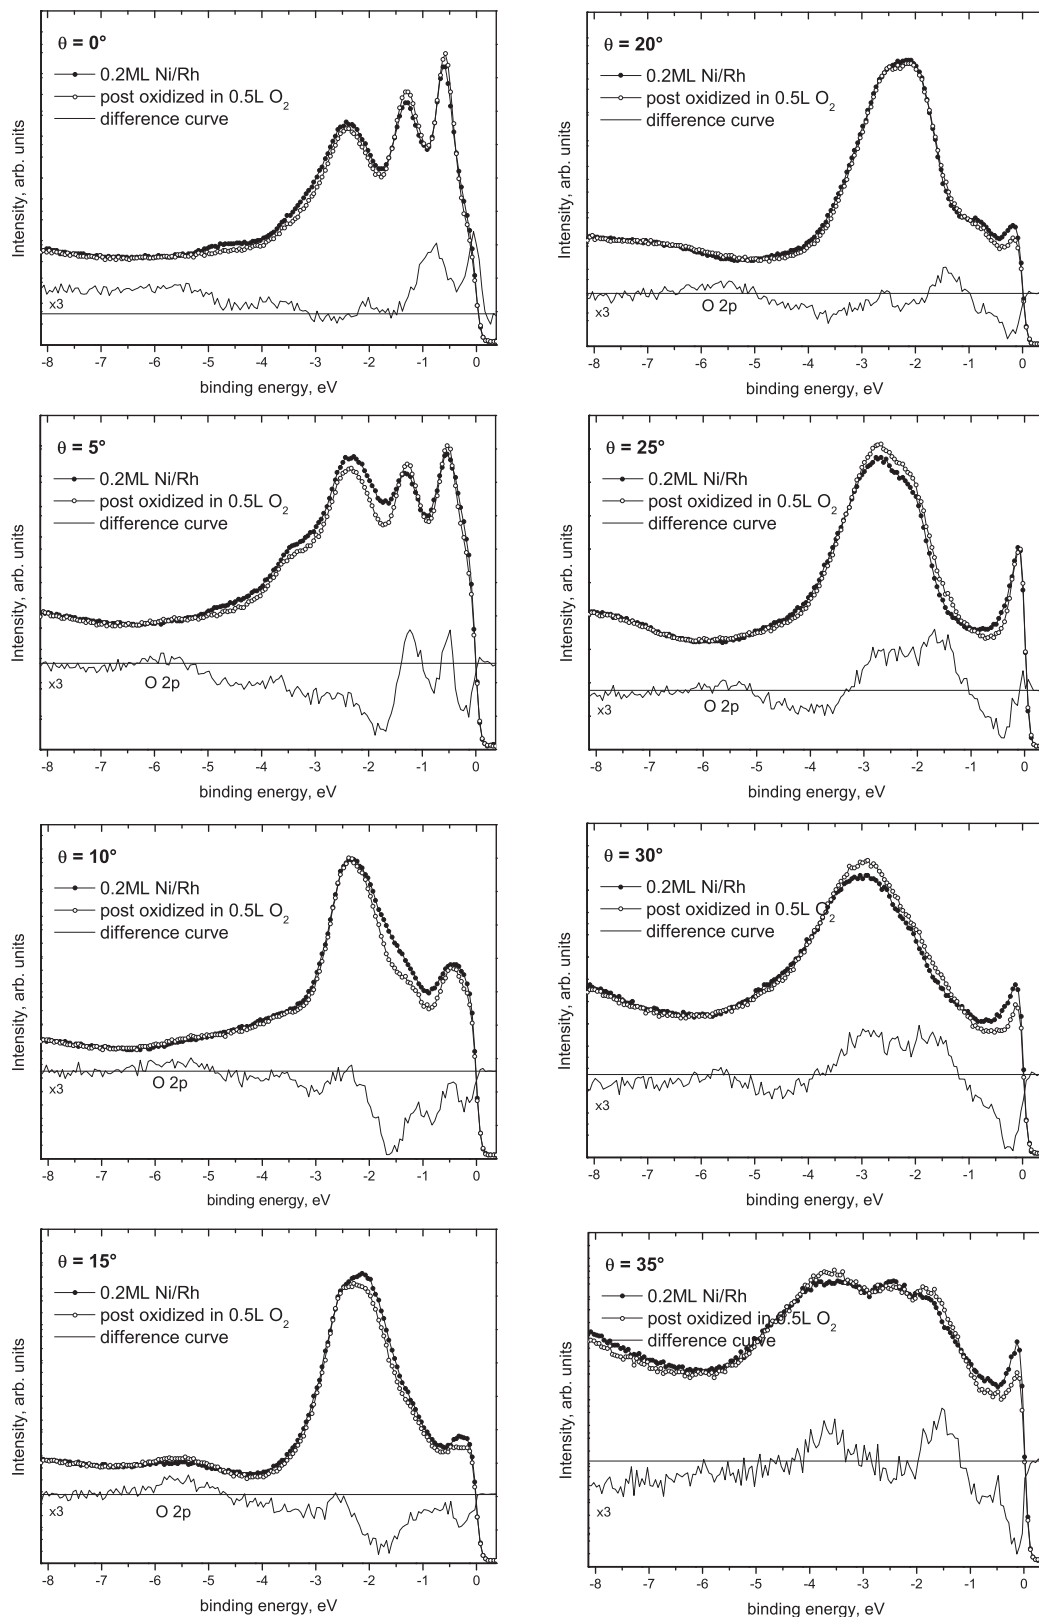 θ = 0°
0.2ML Ni/Rh
post oxidized in 0.5L O₂
difference curve
Intensity, arb. units
x3
-8 -7 -6 -5 -4 -3 -2 -1 0
binding energy, eV
θ = 20°
0.2ML Ni/Rh
post oxidized in 0.5L O₂
difference curve
Intensity, arb. units
O 2p
x3
-8 -7 -6 -5 -4 -3 -2 -1 0
binding energy, eV
θ = 5°
0.2ML Ni/Rh
post oxidized in 0.5L O₂
difference curve
Intensity, arb. units
x3
O 2p
-8 -7 -6 -5 -4 -3 -2 -1 0
binding energy, eV
θ = 25°
0.2ML Ni/Rh
post oxidized in 0.5L O₂
difference curve
Intensity, arb. units
x3
O 2p
-8 -7 -6 -5 -4 -3 -2 -1 0
binding energy, eV
θ = 10°
0.2ML Ni/Rh
post oxidized in 0.5L O₂
difference curve
Intensity, arb. units
x3
O 2p
-8 -7 -6 -5 -4 -3 -2 -1 0
binding energy, eV
θ = 30°
0.2ML Ni/Rh
post oxidized in 0.5L O₂
difference curve
Intensity, arb. units
x3
-8 -7 -6 -5 -4 -3 -2 -1 0
binding energy, eV
θ = 15°
0.2ML Ni/Rh
post oxidized in 0.5L O₂
difference curve
Intensity, arb. units
x3
O 2p
-8 -7 -6 -5 -4 -3 -2 -1 0
binding energy, eV
θ = 35°
0.2ML Ni/Rh
post oxidized in 0.5L O₂
difference curve
Intensity, arb. units
x3
-8 -7 -6 -5 -4 -3 -2 -1 0
binding energy, eV